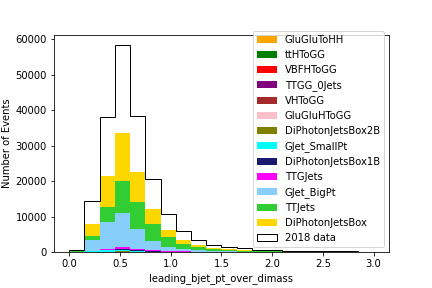 60000
50000
40000
30000
20000
10000
0
Number of Events
0.0 0.5 1.0 1.5 2.0 2.5 3.0
leading_bjet_pt_over_dimass
GluGluToHH
ttHToGG
VBFHToGG
TTGG_0Jets
VHToGG
GluGluHToGG
DiPhotonJetsBox2B
GJet_SmallPt
DiPhotonJetsBox1B
TTGJets
GJet_BigPt
TTJets
DiPhotonJetsBox
2018 data